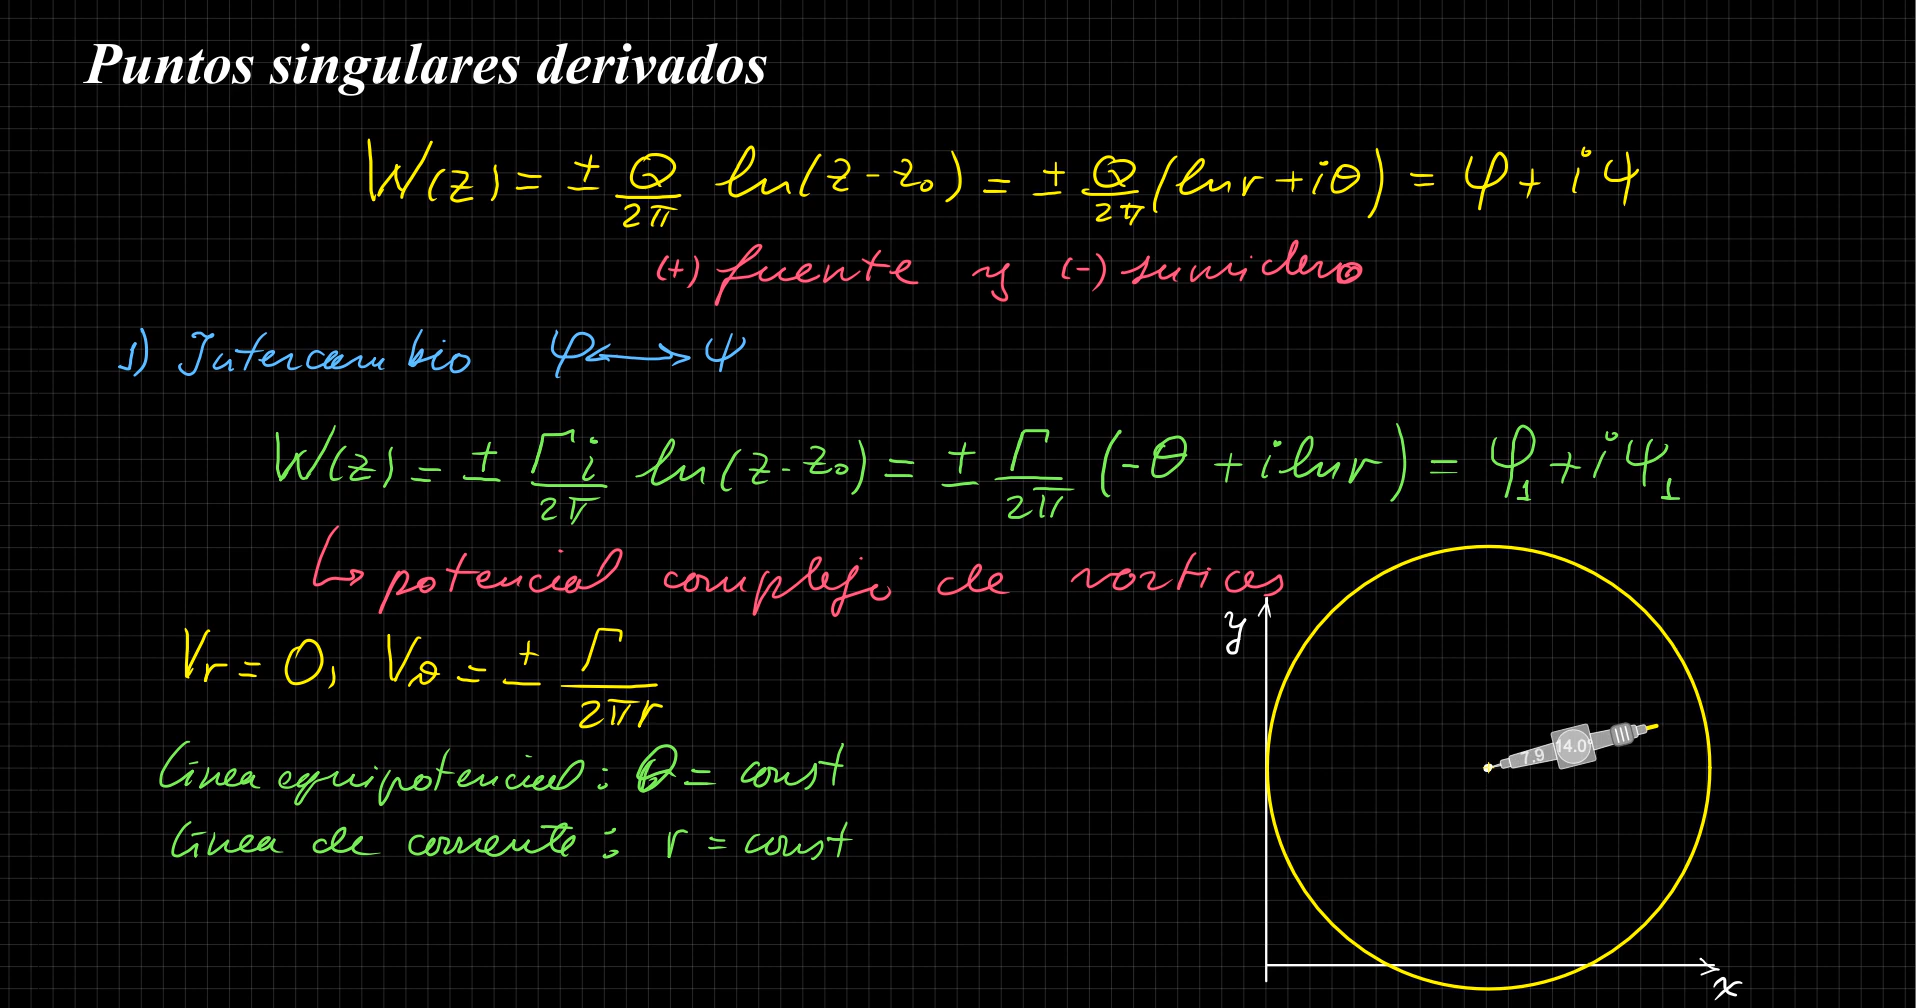 Puntos singulares derivados
W(z) = ± Q/2π ln(z-z₀) = ± Q/2π (ln r + iθ) = φ + iψ
(+) fuente y (-) sumidero
1) Intercambio φ ⟷ ψ
W(z) = ± Γi/2π ln(z-z₀) = ± Γ/2π (-θ + i ln r) = φ₁ + iψ₁
↳ potencial complejo de vortices
Vr = 0, Vθ = ± Γ/2πr
Línea equipotencial : θ = const
Línea de corriente : r = const
y
7.9 14.0°
x